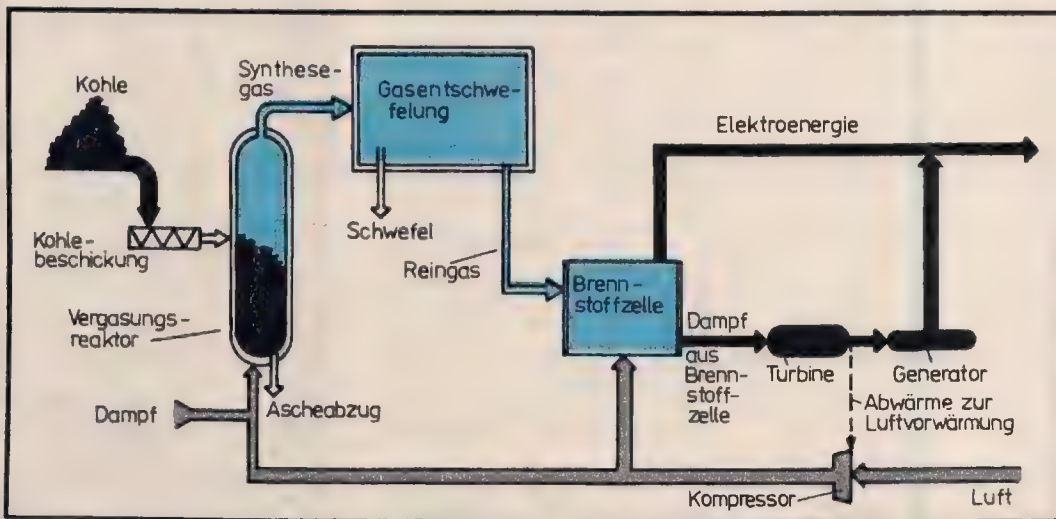 Kohle
Synthese-
gas
Gasentschwe-
felung
Elektroenergie
Schwefel
Kohle-
beschickung
Reingas
Brenn-
stoffzelle
Vergasungs-
reaktor
Dampf
aus
Brenn-
stoff-
zelle
Turbine
Generator
Dampf
Ascheabzug
Abwärme zur
Luftvorwärmung
Kompressor
Luft